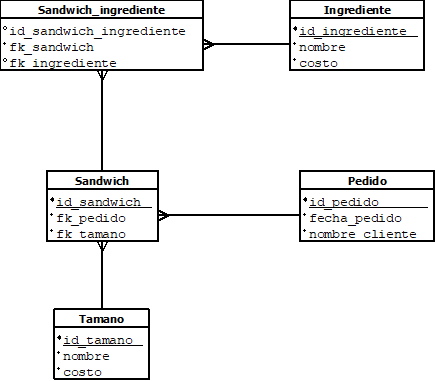 Sandwich_ingrediente
id_sandwich_ingrediente
fk_sandwich
fk_ingrediente
Ingrediente
id_ingrediente
nombre
costo
Sandwich
id_sandwich
fk_pedido
fk_tamano
Pedido
id_pedido
fecha_pedido
nombre_cliente
Tamano
id_tamano
nombre
costo